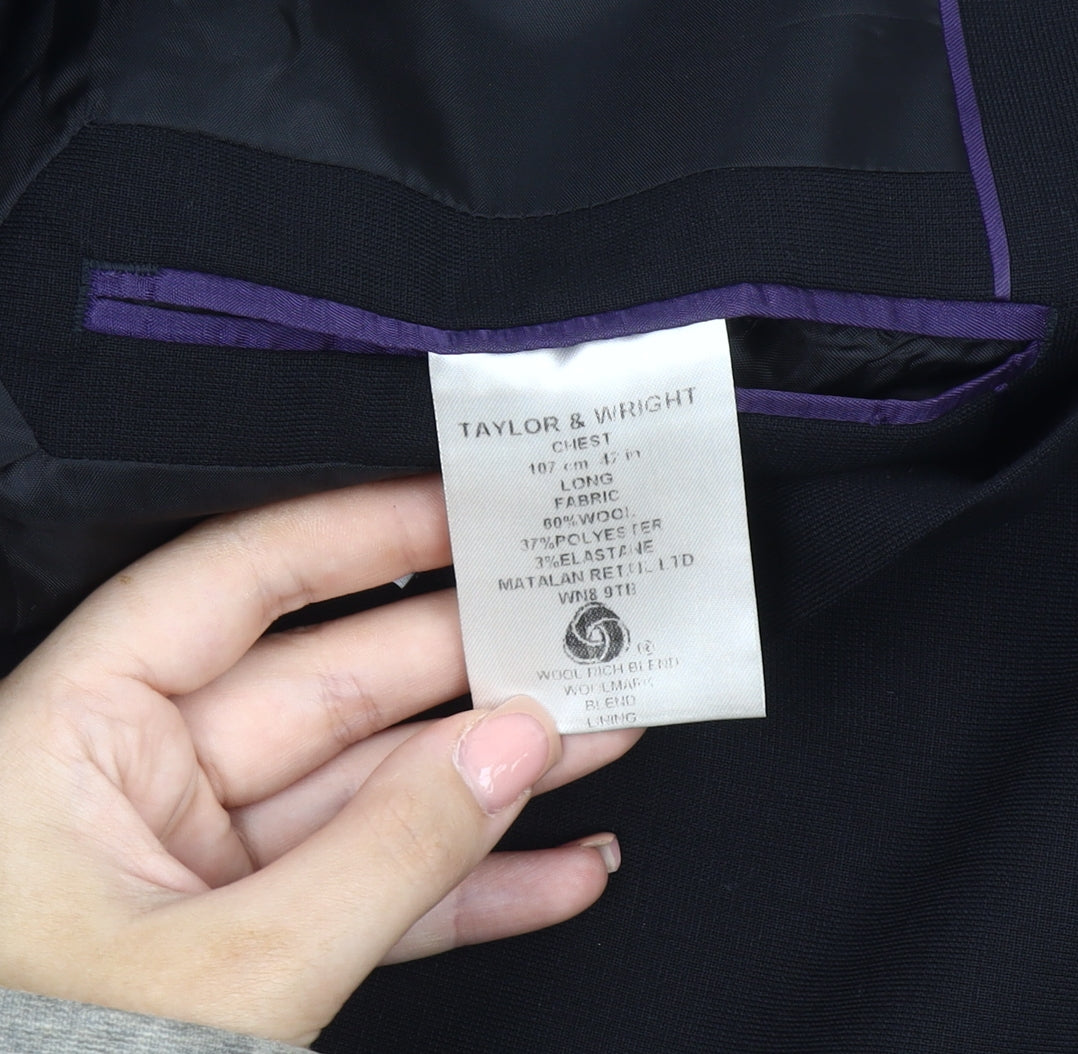 TAYLOR & WRIGHT
CHEST
107 cm 42 in
LONG
FABRIC
60%WOOL
37%POLYESTER
3%ELASTANE
MATALAN RETAIL LTD
WN8 9TB
®
WOOL RICH BLEND
WOOLMARK
BLEND
LINING